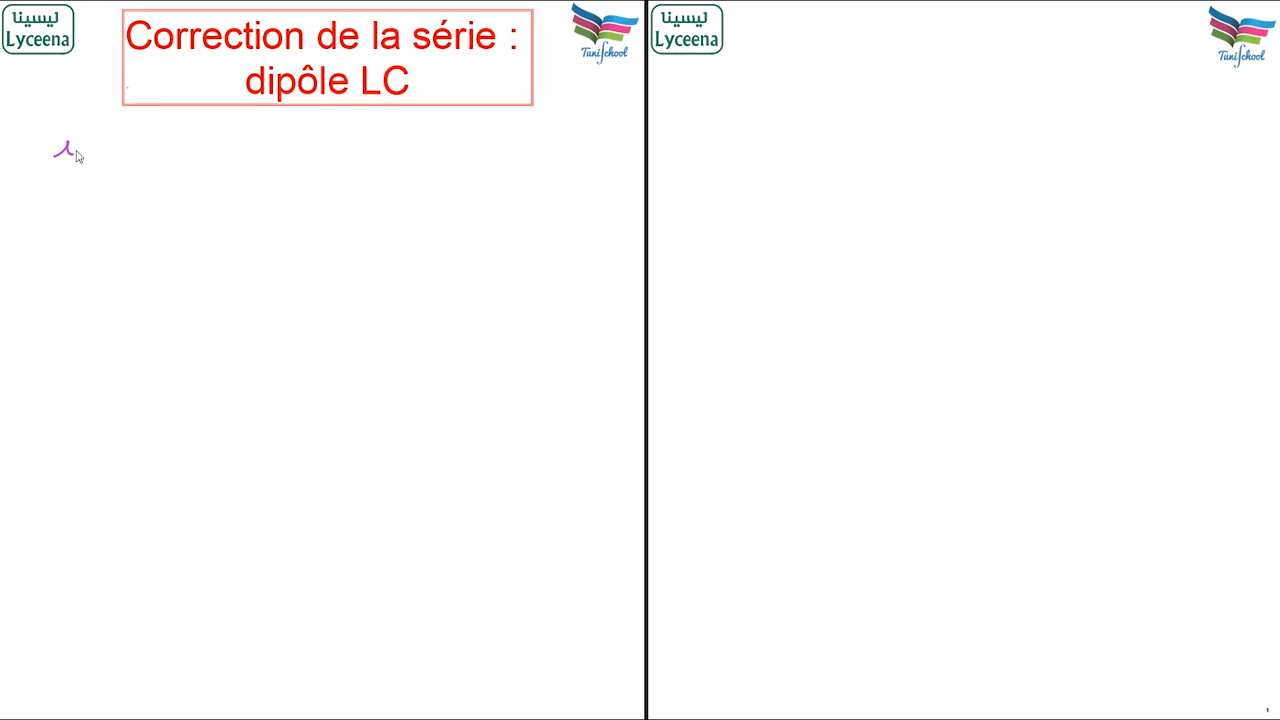 ليسينا
Lyceena
Correction de la série :
dipôle LC
TuniSchool
ليسينا
Lyceena
TuniSchool
1